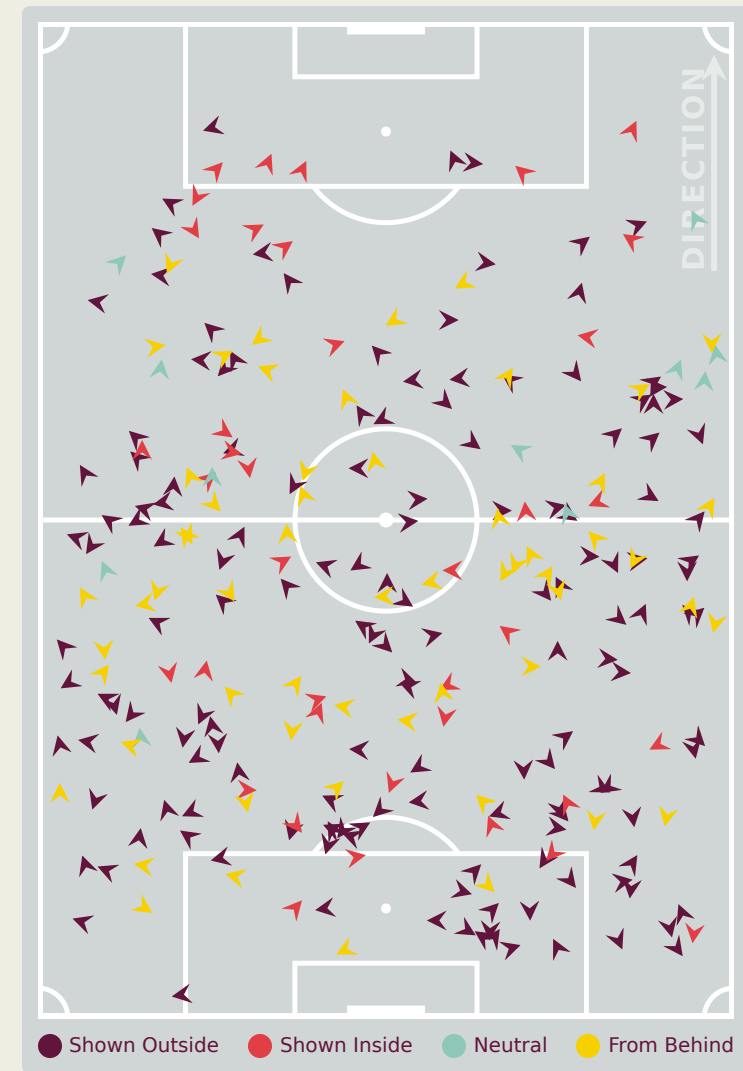 DIRECTION
Shown Outside
Shown Inside
Neutral
From Behind